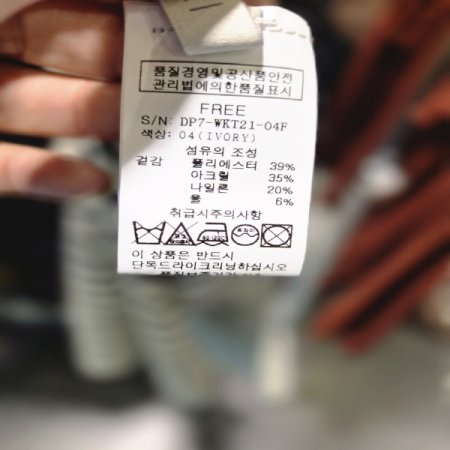 품질경영및공산품안전
관리법에의한품질표시
FREE
S/N: DP7-WKT21-04F
색상: 04(IVORY)
섬유의 조성
겉감 폴리에스터 39%
아크릴 35%
나일론 20%
울 6%
취급시주의사항
이 상품은 반드시
단독드라이크리닝하십시오